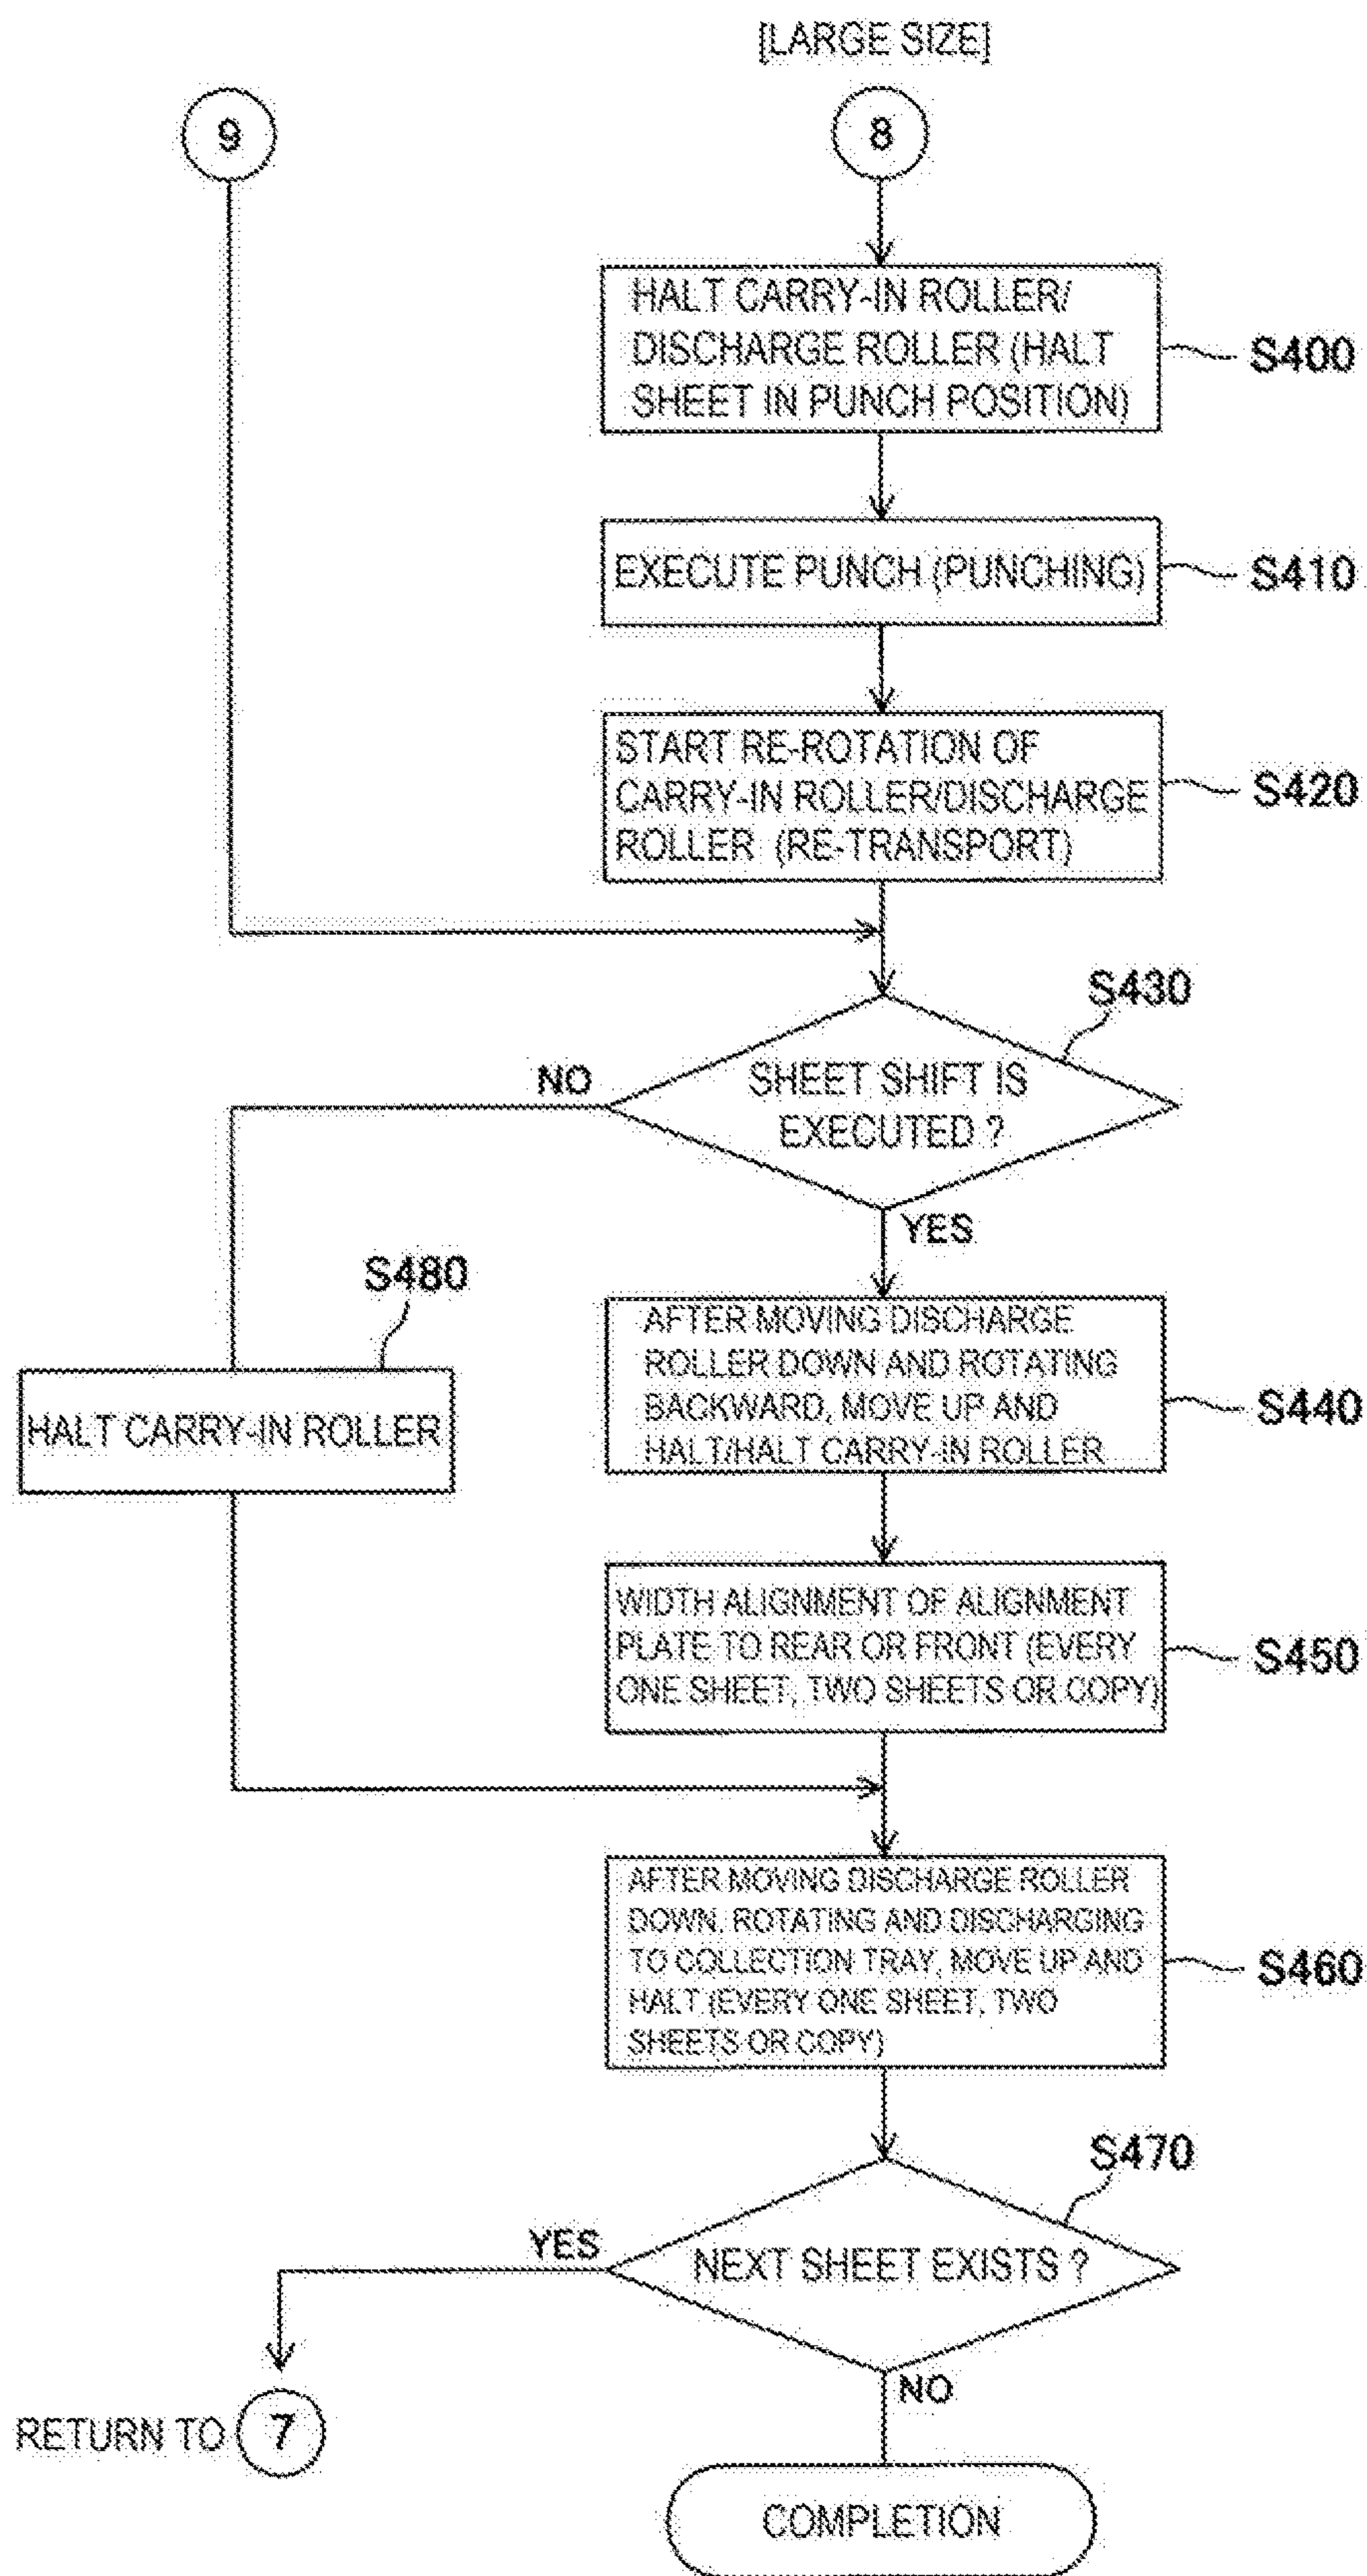 [LARGE SIZE]
9
8
HALT CARRY-IN ROLLER/
DISCHARGE ROLLER (HALT
SHEET IN PUNCH POSITION)
S400
EXECUTE PUNCH (PUNCHING)
S410
START RE-ROTATION OF
CARRY-IN ROLLER/DISCHARGE
ROLLER (RE-TRANSPORT)
S420
S430
SHEET SHIFT IS
EXECUTED ?
NO
YES
S480
HALT CARRY-IN ROLLER
AFTER MOVING DISCHARGE
ROLLER DOWN AND ROTATING
BACKWARD, MOVE UP AND
HALT/HALT CARRY-IN ROLLER
S440
WIDTH ALIGNMENT OF ALIGNMENT
PLATE TO REAR OR FRONT (EVERY
ONE SHEET, TWO SHEETS OR COPY)
S450
AFTER MOVING DISCHARGE ROLLER
DOWN, ROTATING AND DISCHARGING
TO COLLECTION TRAY, MOVE UP AND
HALT (EVERY ONE SHEET, TWO
SHEETS OR COPY)
S460
S470
NEXT SHEET EXISTS ?
YES
NO
RETURN TO 7
COMPLETION